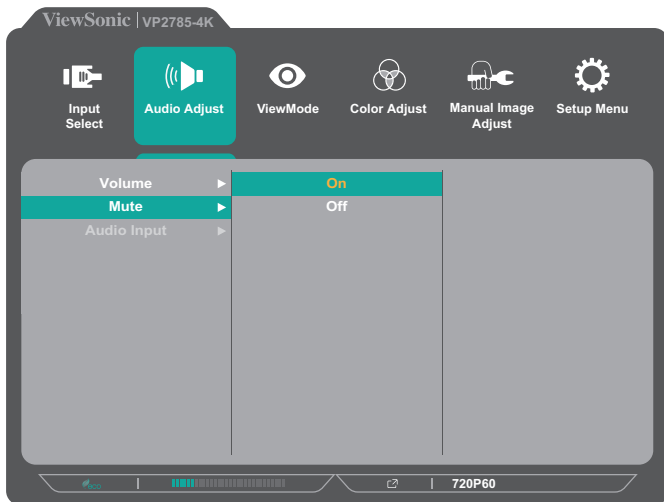 ViewSonic | VP2785-4K
Input
Select
Audio Adjust
ViewMode
Color Adjust
Manual Image
Adjust
Setup Menu
Volume
On
Mute
Off
Audio Input
eco
720P60